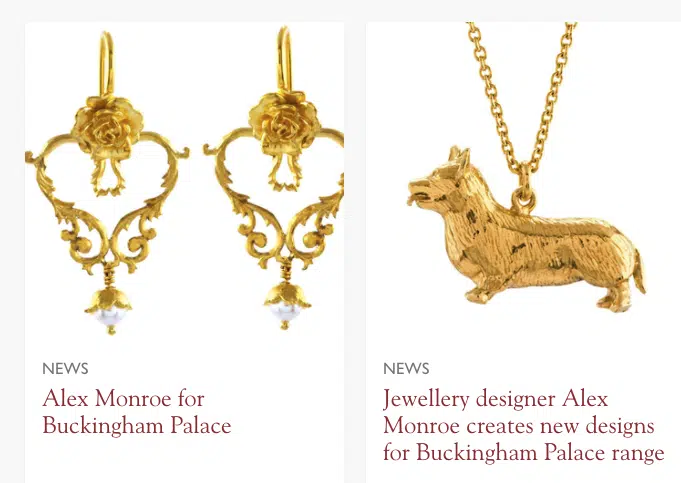 NEWS
Alex Monroe for
Buckingham Palace
NEWS
Jewellery designer Alex
Monroe creates new designs
for Buckingham Palace range